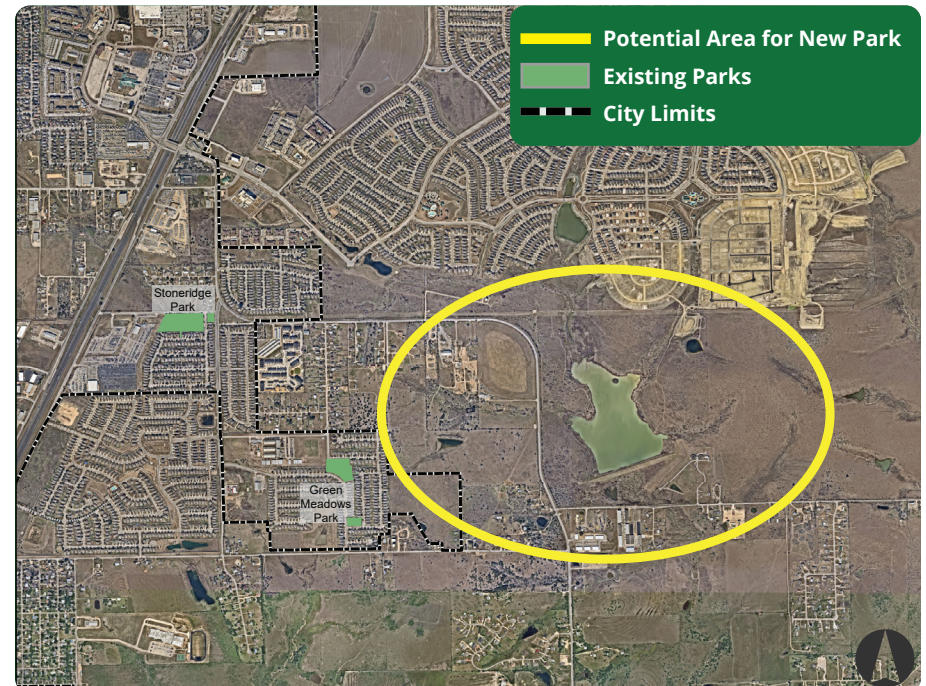 Potential Area for New Park
Existing Parks
City Limits
Stoneridge
Park
Green
Meadows
Park